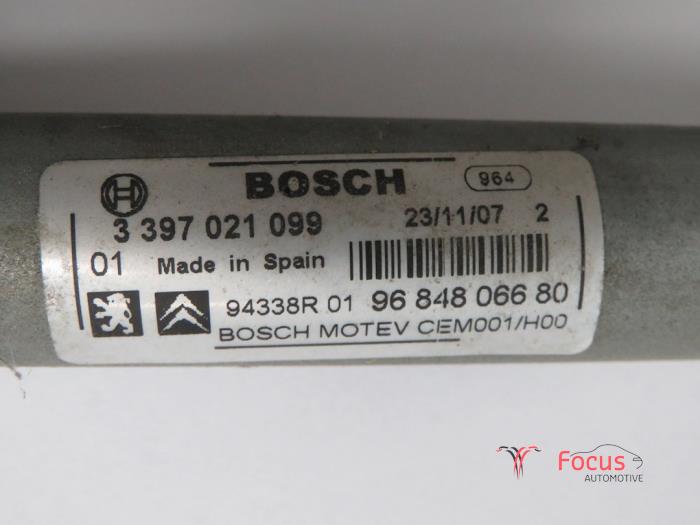 BOSCH 964
3 397 021 099 23/11/07 2
01 Made in Spain
94338R 01 96 848 066 80
BOSCH MOTEV CEM001/H00
Focus
AUTOMOTIVE